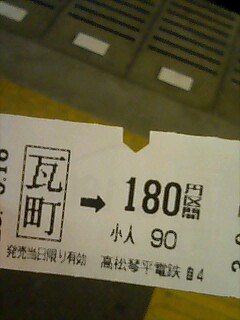 瓦町 → 180円区間
小人 90
発売当日限り有効 高松琴平電鉄 自4